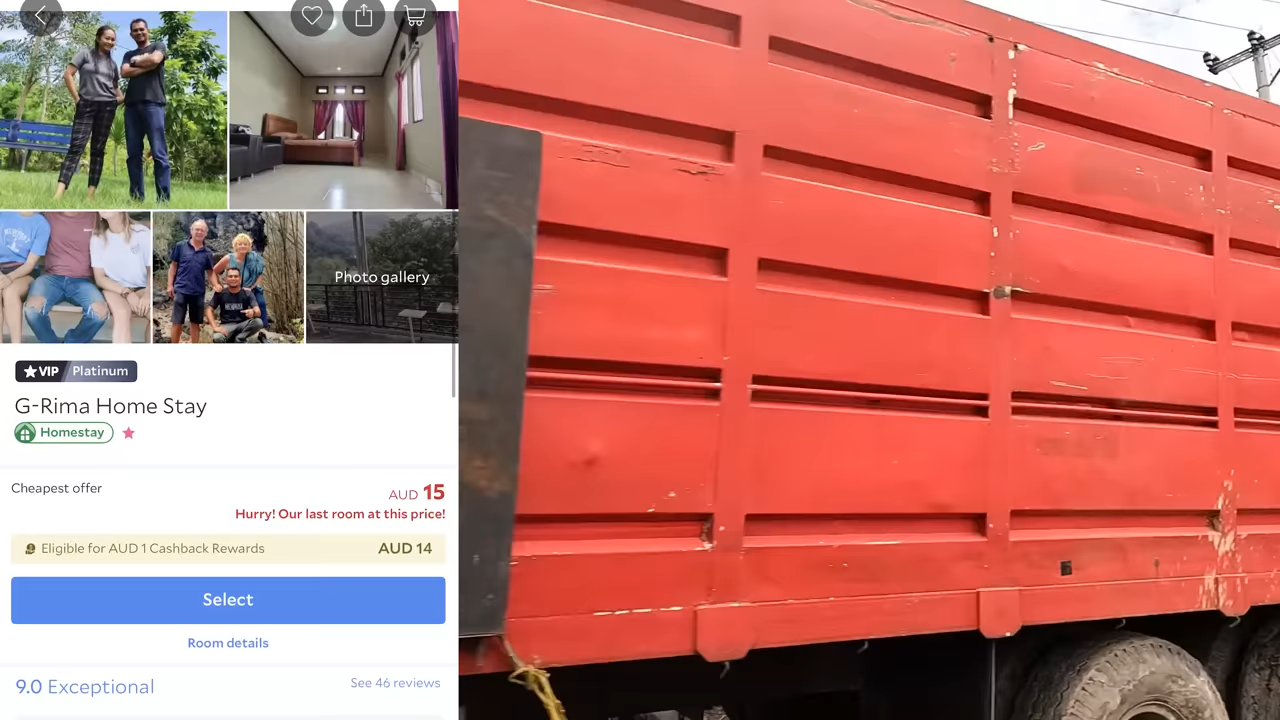 Photo gallery
VIP Platinum
G-Rima Home Stay
Homestay
Cheapest offer
AUD 15
Hurry! Our last room at this price!
Eligible for AUD 1 Cashback Rewards
AUD 14
Select
Room details
9.0 Exceptional
See 46 reviews